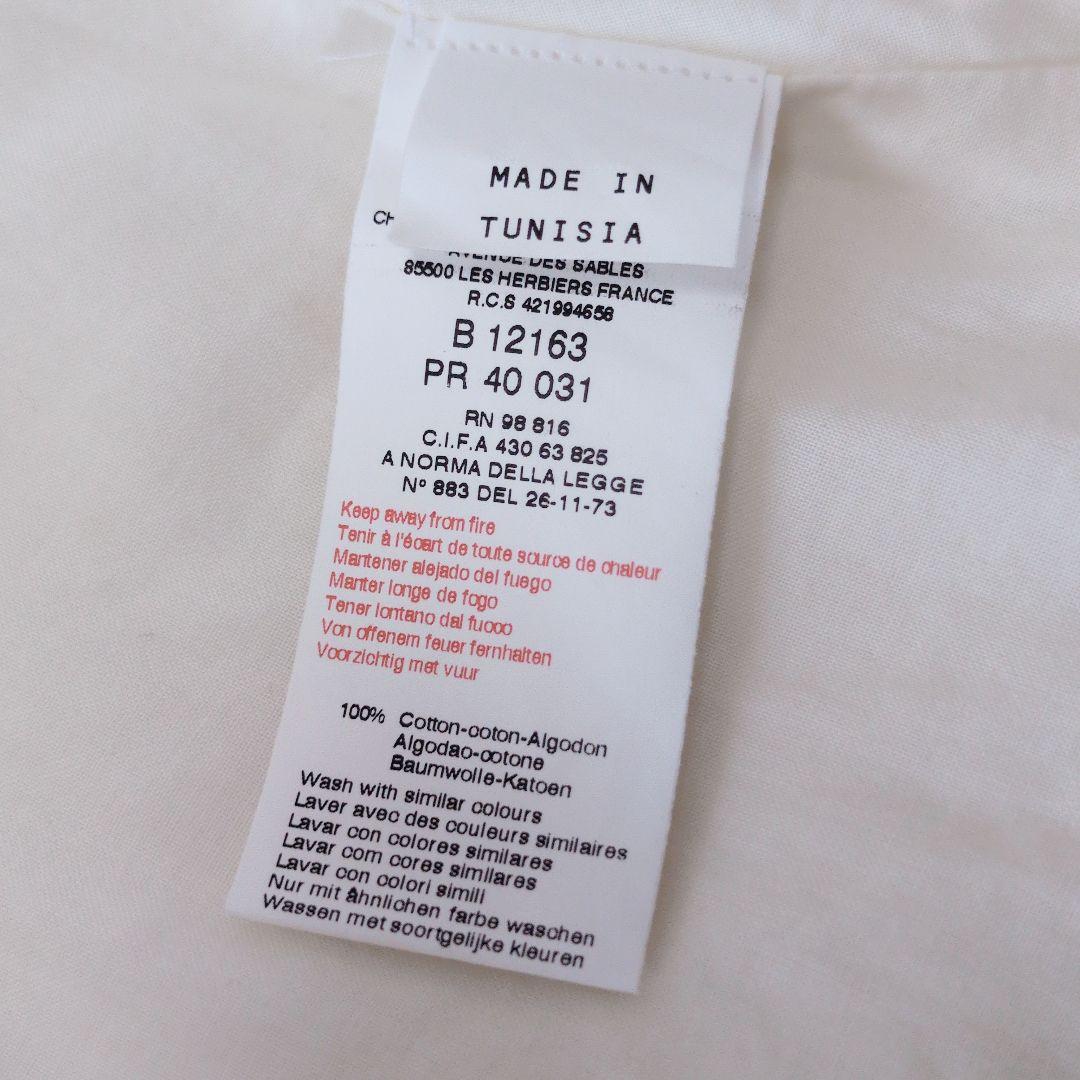 MADE IN
TUNISIA
CH
AVENUE DES SABLES
85500 LES HERBIERS FRANCE
R.C.S 421994658
B 12163
PR 40 031
RN 98 816
C.I.F.A 430 63 825
A NORMA DELLA LEGGE
N° 883 DEL 26-11-73
Keep away from fire
Tenir à l'écart de toute source de chaleur
Mantener alejado del fuego
Manter longe de fogo
Tener lontano dal fuoco
Von offenem feuer fernhalten
Voorzichtig met vuur
100% Cotton-coton-Algodon
Algodao-cotone
Baumwolle-Katoen
Wash with similar colours
Laver avec des couleurs similaires
Lavar con colores similares
Lavar com cores similares
Lavar con colori simili
Nur mit ähnlichen farbe waschen
Wassen met soortgelijke kleuren